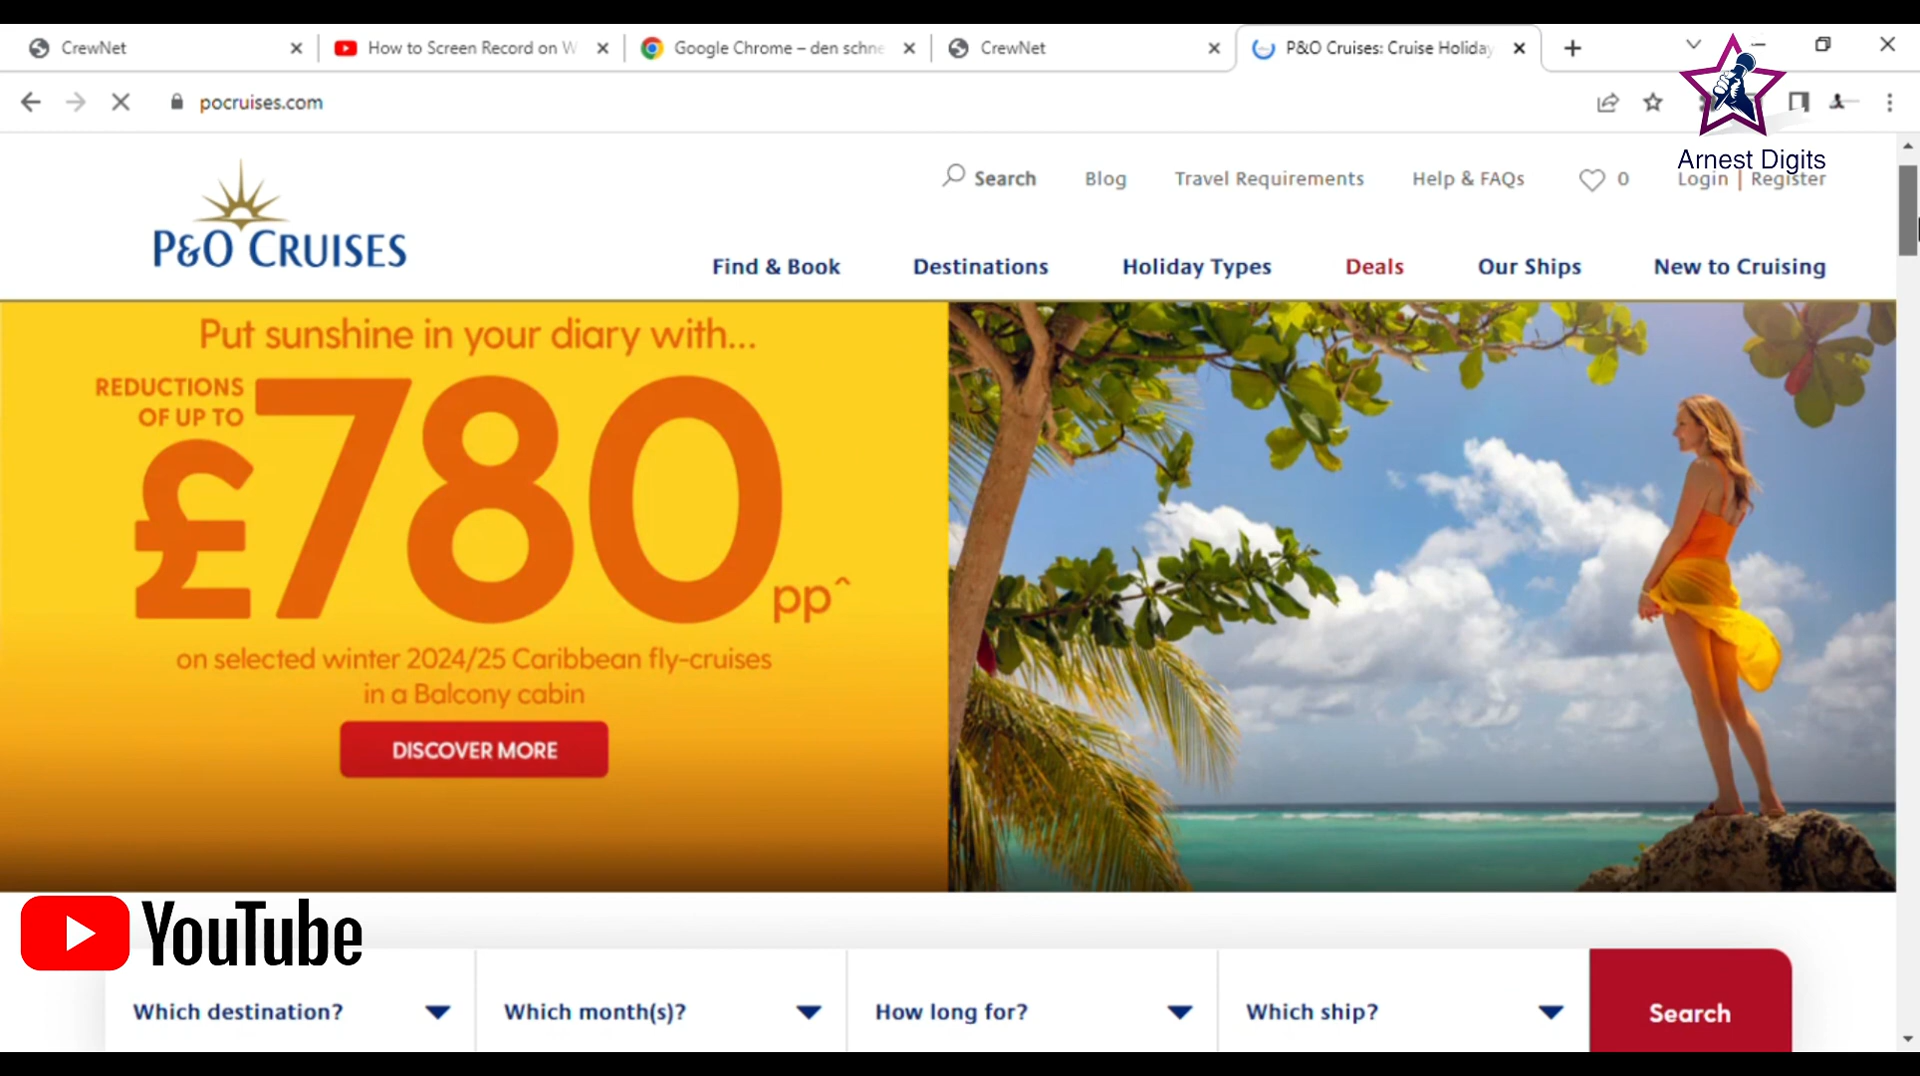 CrewNet
How to Screen Record on W
Google Chrome – den schne
CrewNet
P&O Cruises: Cruise Holiday
pocruises.com
Arnest Digits
Search
Blog
Travel Requirements
Help & FAQs
0
Login | Register
P&O CRUISES
Find & Book
Destinations
Holiday Types
Deals
Our Ships
New to Cruising
Put sunshine in your diary with...
REDUCTIONS
OF UP TO
£780pp^
on selected winter 2024/25 Caribbean fly-cruises
in a Balcony cabin
DISCOVER MORE
YouTube
Which destination?
Which month(s)?
How long for?
Which ship?
Search